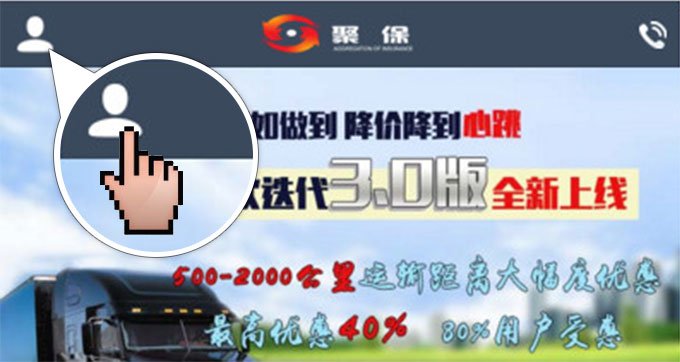 聚保
AGGREGATION OF INSURANCE
如做到 降价降到心跳
迭代3.0版全新上线
500-2000公里运输距离大幅度优惠
最高优惠40% 80%用户受惠